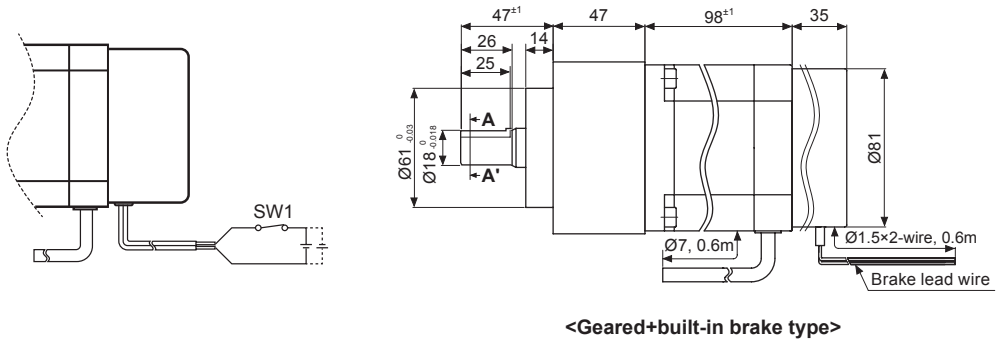 SW1
47±1
47
98±1
35
26
14
25
A
A'
Ø61 0 -0.03
Ø18 0 -0.018
Ø81
Ø7, 0.6m
Ø1.5×2-wire, 0.6m
Brake lead wire
<Geared+built-in brake type>